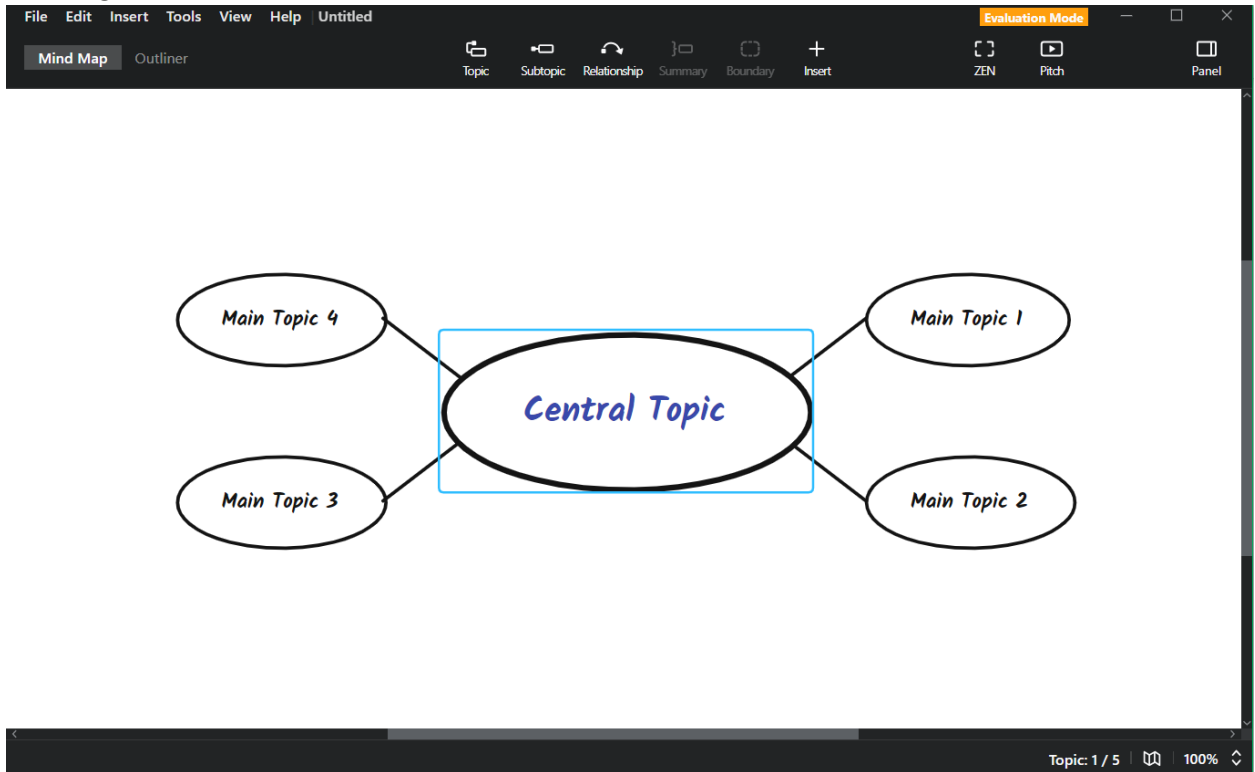 File Edit Insert Tools View Help Untitled Evaluation Mode
Mind Map Outliner
Topic Subtopic Relationship Summary Boundary Insert ZEN Pitch Panel
Main Topic 4 Main Topic 1
Central Topic
Main Topic 3 Main Topic 2
Topic: 1 / 5 100%